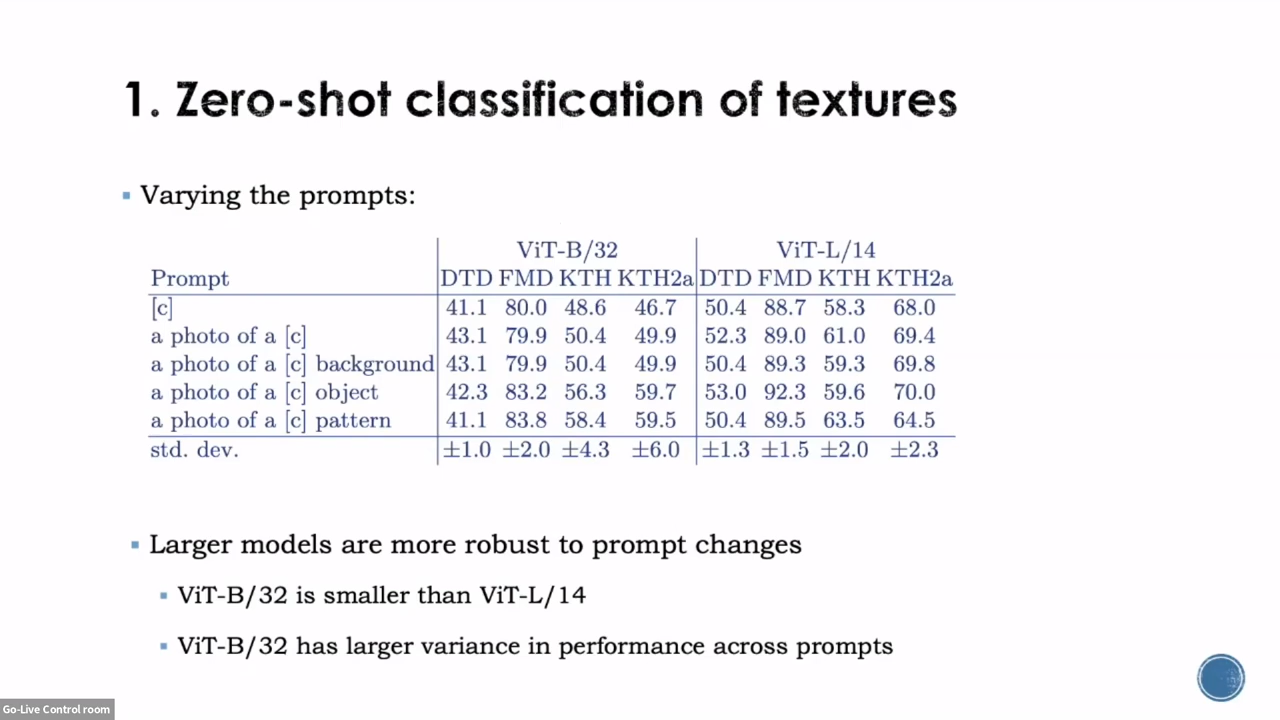 1. Zero-shot classification of textures
Varying the prompts:
ViT-B/32 ViT-L/14
Prompt DTD FMD KTH KTH2a DTD FMD KTH KTH2a
[c] 41.1 80.0 48.6 46.7 50.4 88.7 58.3 68.0
a photo of a [c] 43.1 79.9 50.4 49.9 52.3 89.0 61.0 69.4
a photo of a [c] background 43.1 79.9 50.4 49.9 50.4 89.3 59.3 69.8
a photo of a [c] object 42.3 83.2 56.3 59.7 53.0 92.3 59.6 70.0
a photo of a [c] pattern 41.1 83.8 58.4 59.5 50.4 89.5 63.5 64.5
std. dev. ±1.0 ±2.0 ±4.3 ±6.0 ±1.3 ±1.5 ±2.0 ±2.3
Larger models are more robust to prompt changes
ViT-B/32 is smaller than ViT-L/14
ViT-B/32 has larger variance in performance across prompts
Go-Live Control room